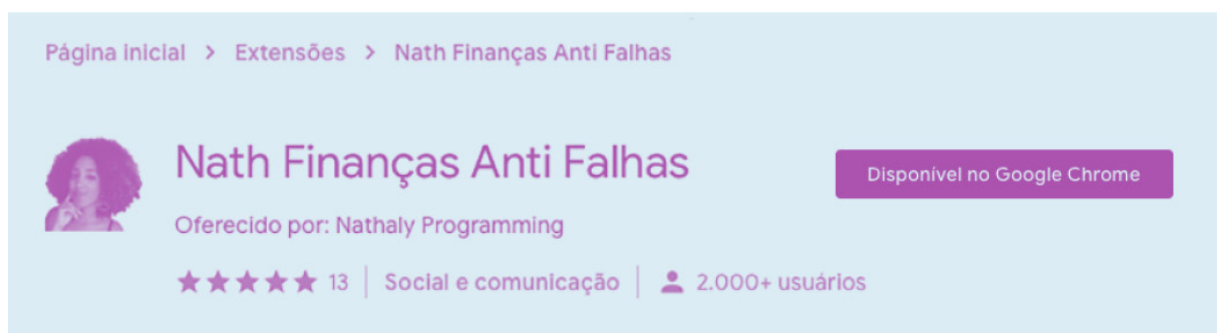 Página inicial > Extensões > Nath Finanças Anti Falhas
Nath Finanças Anti Falhas
Disponível no Google Chrome
Oferecido por: Nathaly Programming
★★★★★ 13 | Social e comunicação | 2.000+ usuários